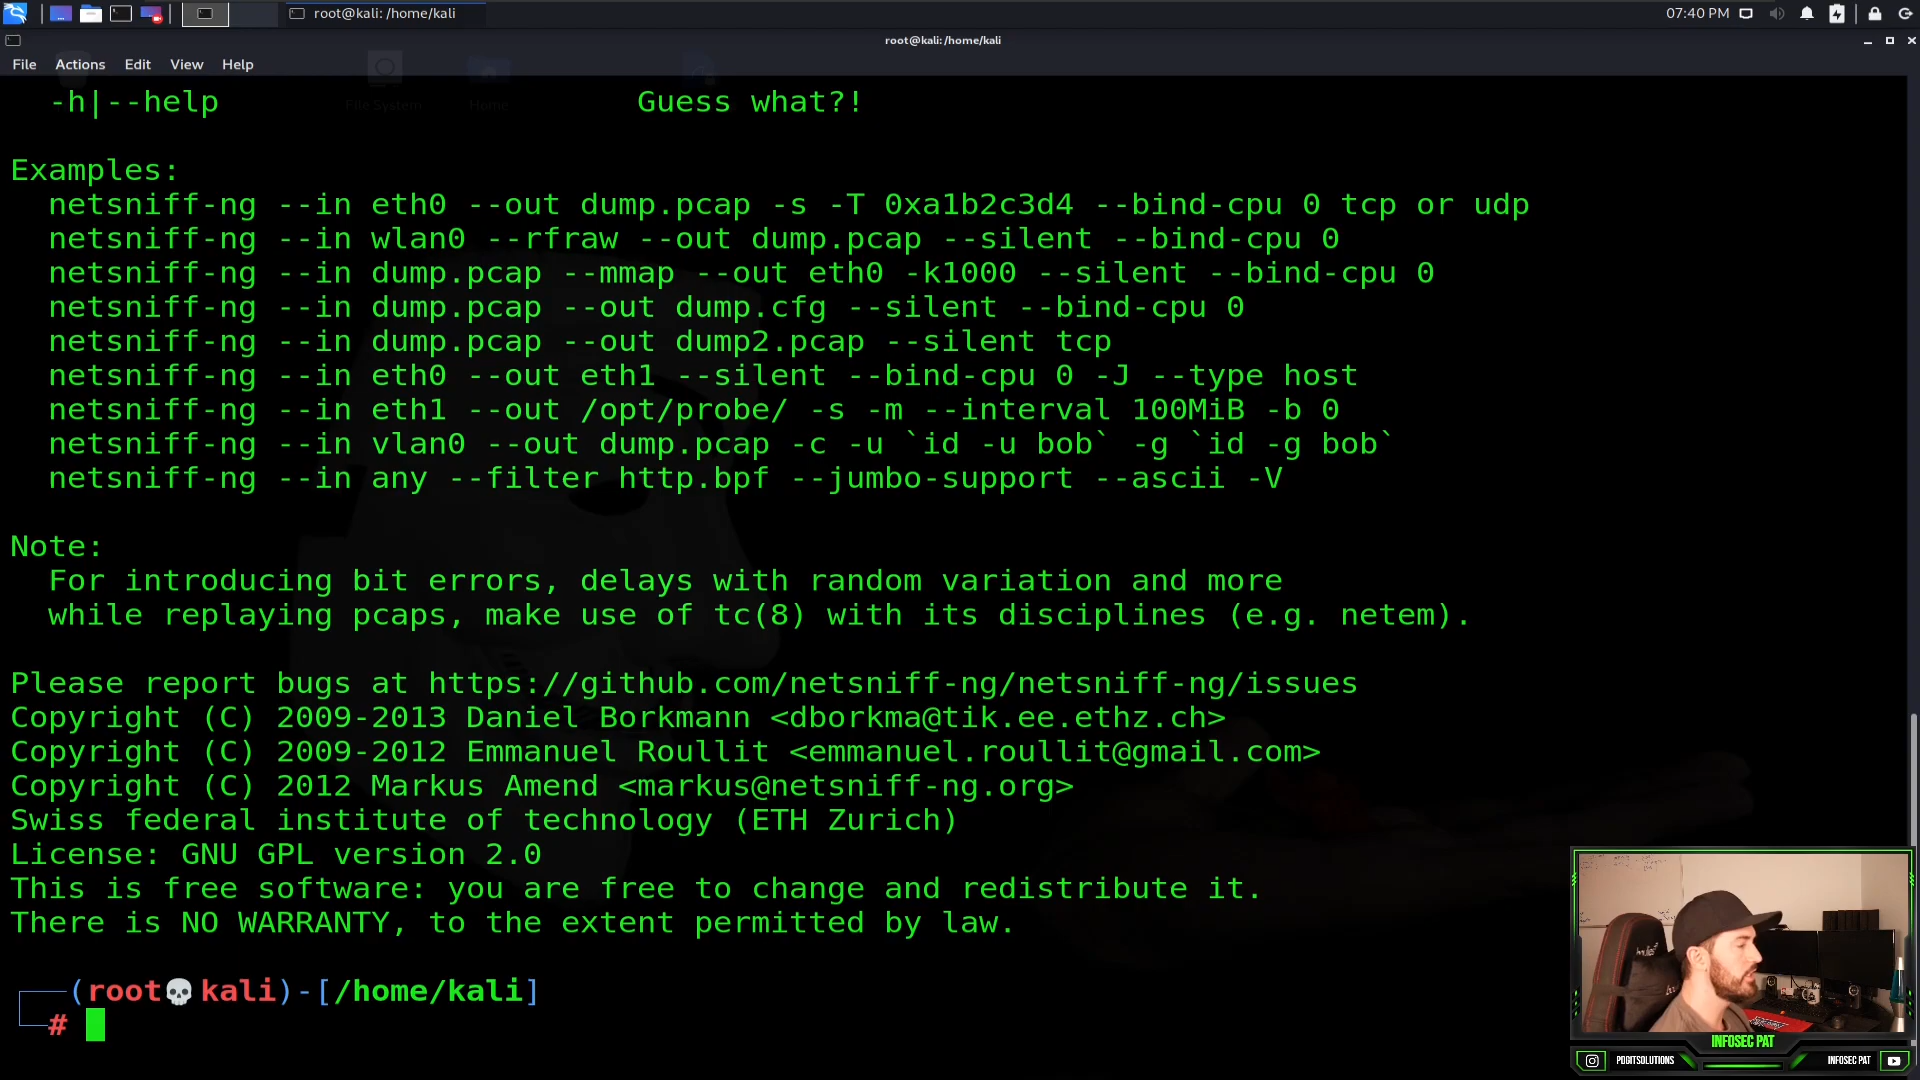 root@kali: /home/kali
07:40 PM
root@kali: /home/kali
File Actions Edit View Help
File System Home
-h|--help Guess what?!
Examples:
netsniff-ng --in eth0 --out dump.pcap -s -T 0xa1b2c3d4 --bind-cpu 0 tcp or udp
netsniff-ng --in wlan0 --rfraw --out dump.pcap --silent --bind-cpu 0
netsniff-ng --in dump.pcap --mmap --out eth0 -k1000 --silent --bind-cpu 0
netsniff-ng --in dump.pcap --out dump.cfg --silent --bind-cpu 0
netsniff-ng --in dump.pcap --out dump2.pcap --silent tcp
netsniff-ng --in eth0 --out eth1 --silent --bind-cpu 0 -J --type host
netsniff-ng --in eth1 --out /opt/probe/ -s -m --interval 100MiB -b 0
netsniff-ng --in vlan0 --out dump.pcap -c -u `id -u bob` -g `id -g bob`
netsniff-ng --in any --filter http.bpf --jumbo-support --ascii -V
Note:
For introducing bit errors, delays with random variation and more
while replaying pcaps, make use of tc(8) with its disciplines (e.g. netem).
Please report bugs at https://github.com/netsniff-ng/netsniff-ng/issues
Copyright (C) 2009-2013 Daniel Borkmann <dborkma@tik.ee.ethz.ch>
Copyright (C) 2009-2012 Emmanuel Roullit <emmanuel.roullit@gmail.com>
Copyright (C) 2012 Markus Amend <markus@netsniff-ng.org>
Swiss federal institute of technology (ETH Zurich)
License: GNU GPL version 2.0
This is free software: you are free to change and redistribute it.
There is NO WARRANTY, to the extent permitted by law.
(root💀kali)-[/home/kali]
#
INFOSEC PAT
PDDITSOLUTIONS INFOSEC PAT